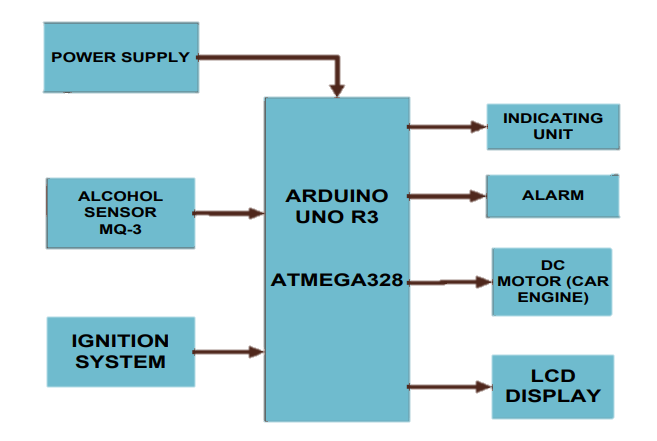 POWER SUPPLY
ALCOHOL
SENSOR
MQ-3
IGNITION
SYSTEM
ARDUINO
UNO R3
ATMEGA328
INDICATING
UNIT
ALARM
DC
MOTOR (CAR
ENGINE)
LCD
DISPLAY